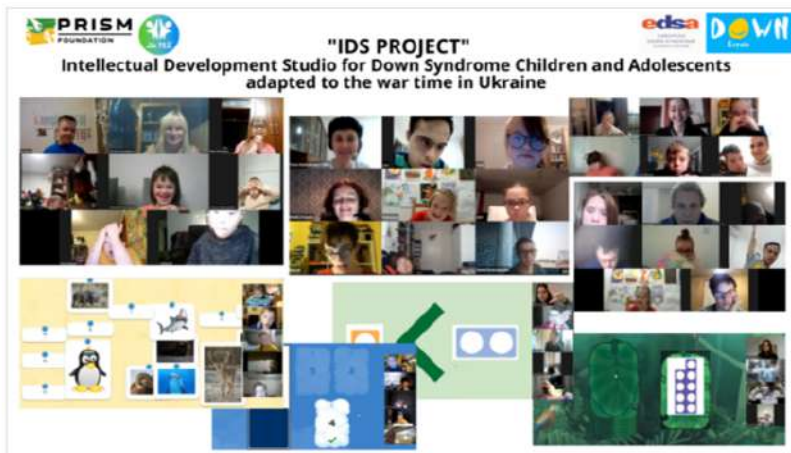 PRISM
FOUNDATION
edsa
DOWN
"IDS PROJECT"
Intellectual Development Studio for Down Syndrome Children and Adolescents
adapted to the war time in Ukraine
4